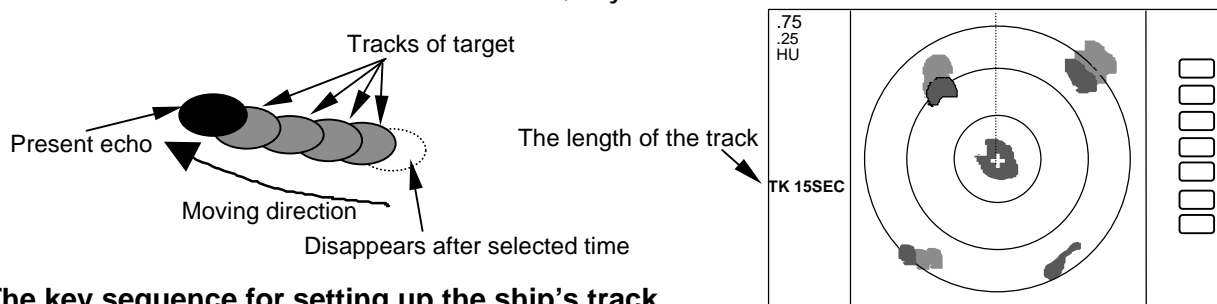 Tracks of target
Present echo
Moving direction
Disappears after selected time
The length of the track
.75
.25
HU
TK 15SEC
he key sequence for setting up the ship's track